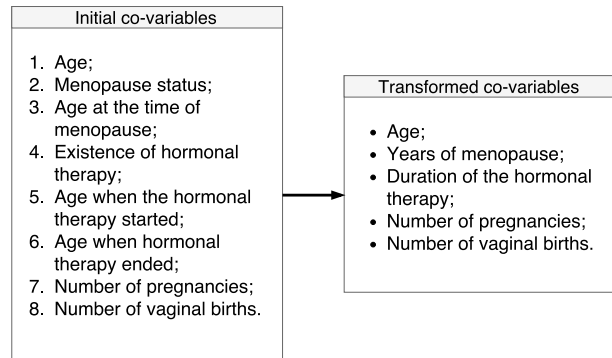 Initial co-variables
1. Age;
2. Menopause status;
3. Age at the time of
menopause;
4. Existence of hormonal
therapy;
5. Age when the hormonal
therapy started;
6. Age when hormonal
therapy ended;
7. Number of pregnancies;
8. Number of vaginal births.
Transformed co-variables
• Age;
• Years of menopause;
• Duration of the hormonal
therapy;
• Number of pregnancies;
• Number of vaginal births.